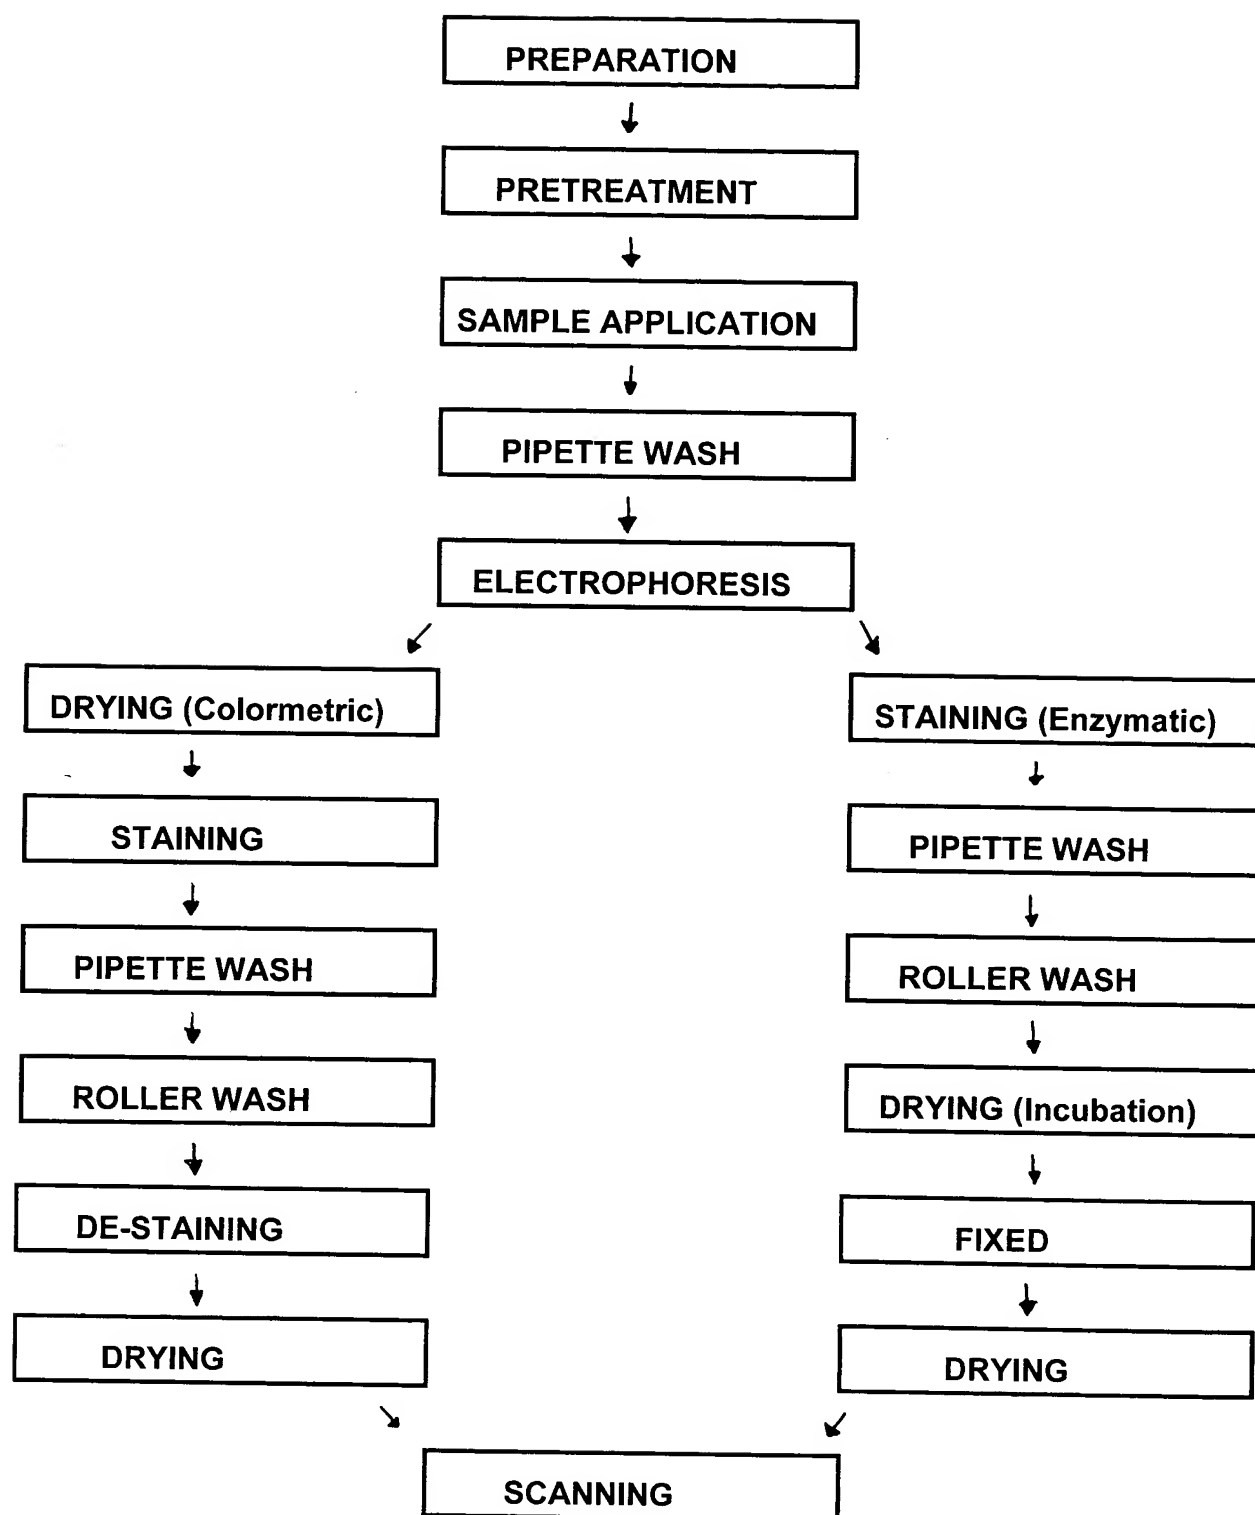 PREPARATION
PRETREATMENT
SAMPLE APPLICATION
PIPETTE WASH
ELECTROPHORESIS
DRYING (Colormetric)
STAINING
PIPETTE WASH
ROLLER WASH
DE-STAINING
DRYING
STAINING (Enzymatic)
PIPETTE WASH
ROLLER WASH
DRYING (Incubation)
FIXED
DRYING
SCANNING